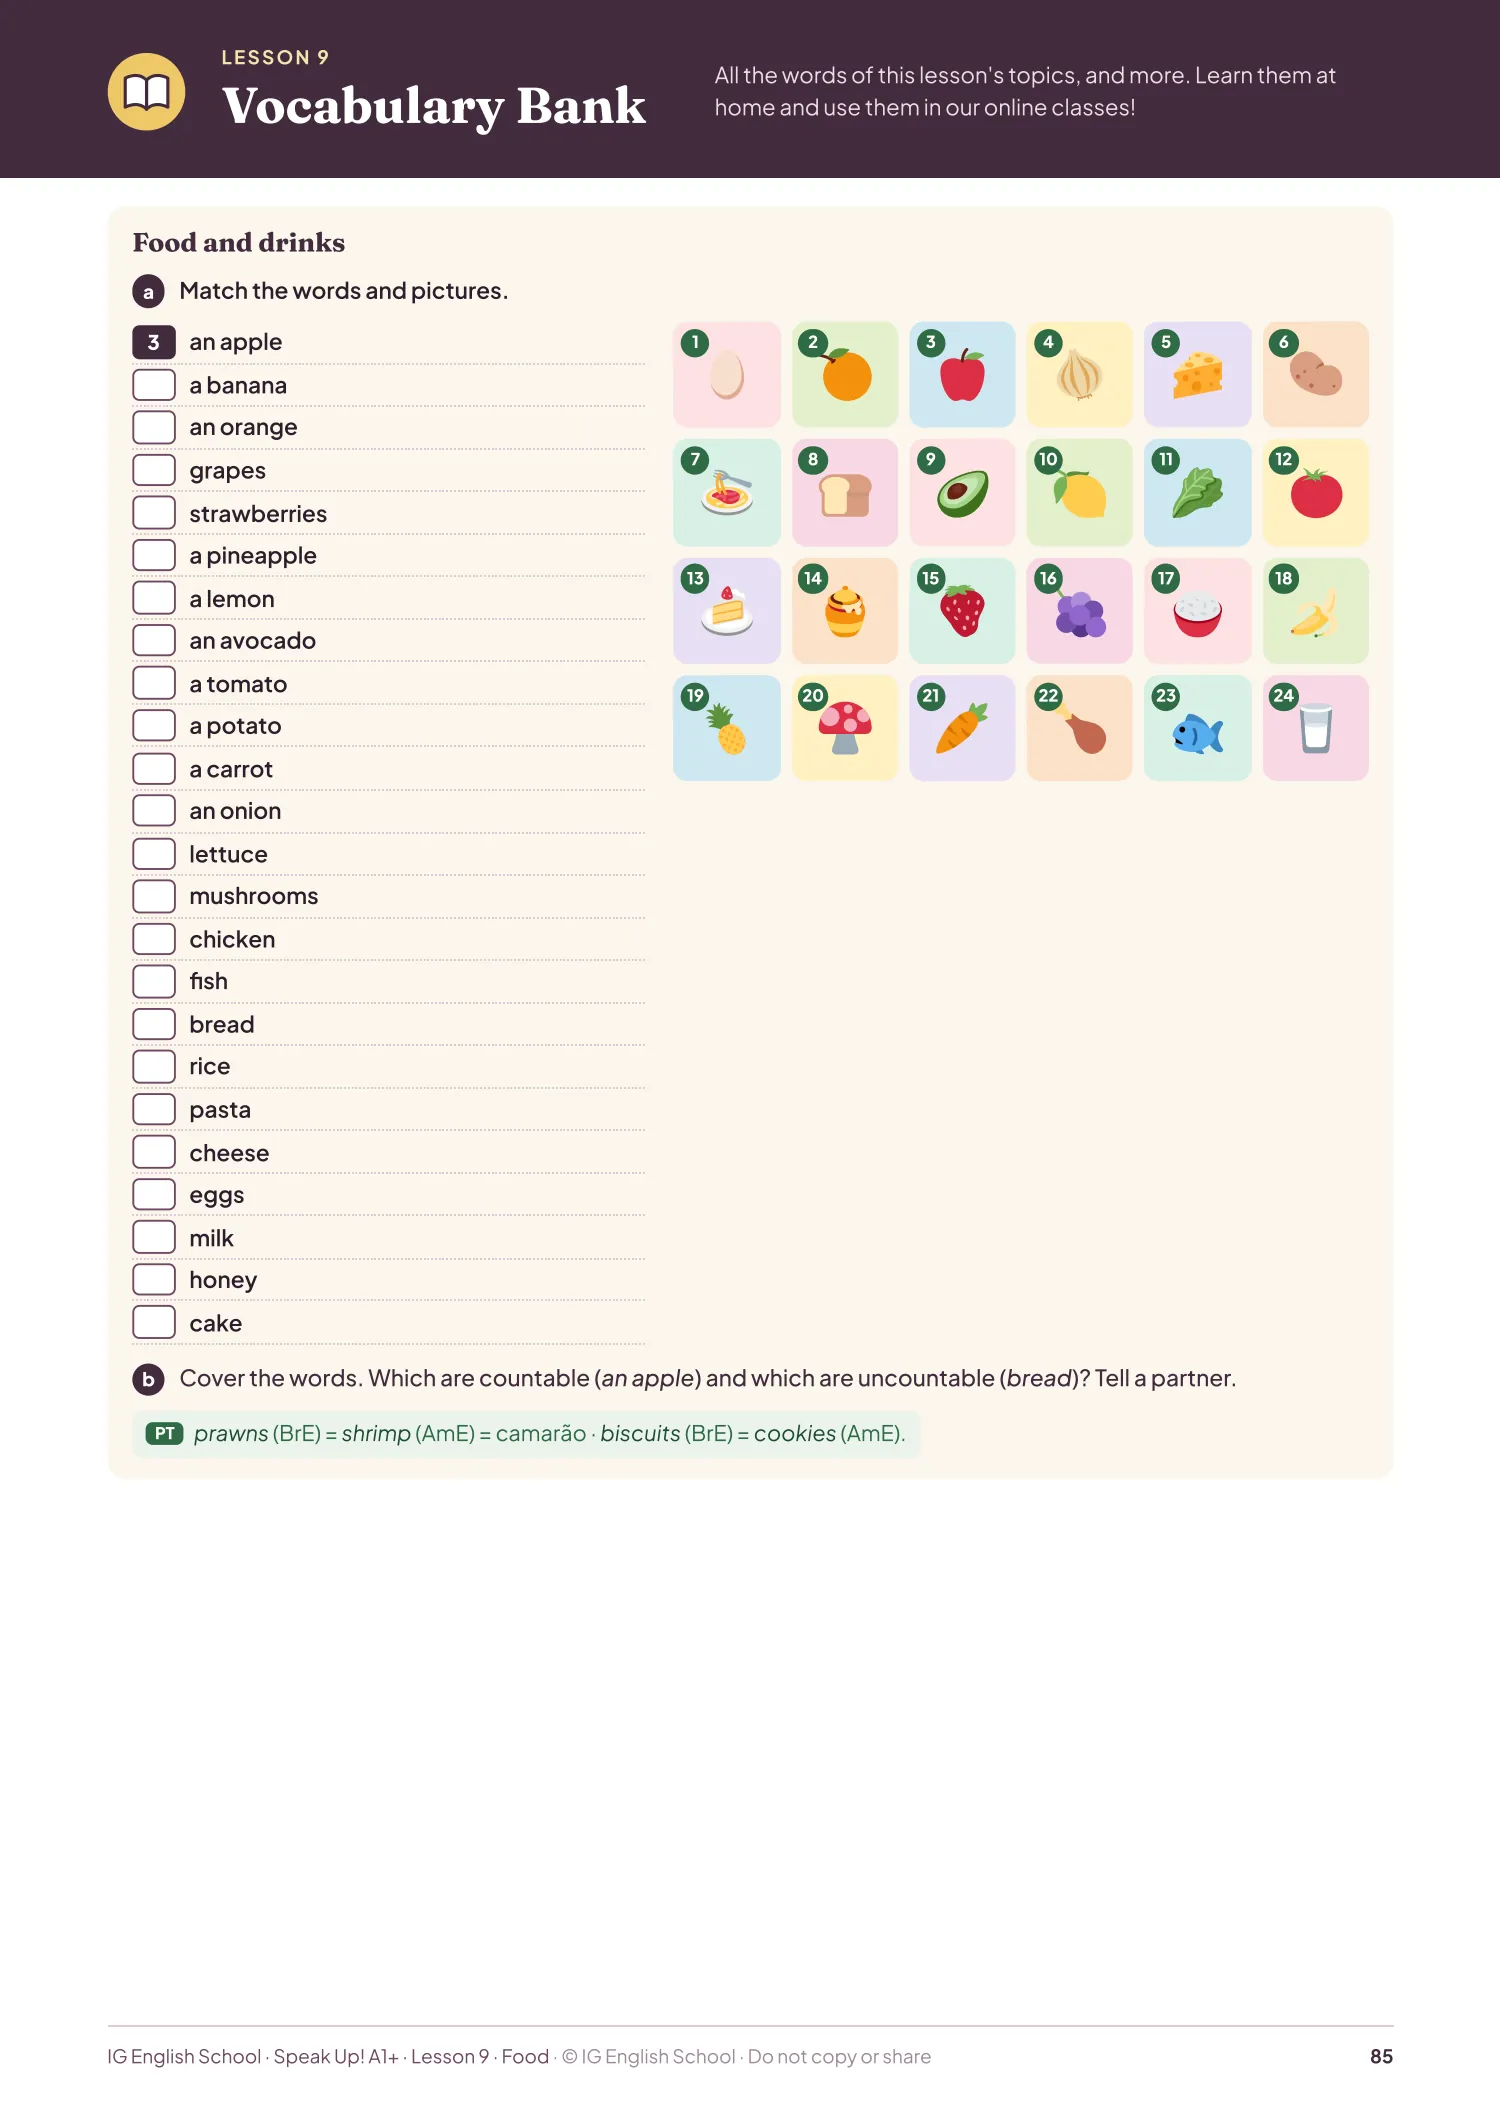 LESSON 9
Vocabulary Bank
All the words of this lesson's topics, and more. Learn them at
home and use them in our online classes!
Food and drinks
a Match the words and pictures.
3 an apple
a banana
an orange
grapes
strawberries
a pineapple
a lemon
an avocado
a tomato
a potato
a carrot
an onion
lettuce
mushrooms
chicken
fish
bread
rice
pasta
cheese
eggs
milk
honey
cake
1 2 3 4 5 6
7 8 9 10 11 12
13 14 15 16 17 18
19 20 21 22 23 24
b Cover the words. Which are countable (an apple) and which are uncountable (bread)? Tell a partner.
PT prawns (BrE) = shrimp (AmE) = camarão · biscuits (BrE) = cookies (AmE).
IG English School · Speak Up! A1+ · Lesson 9 · Food · © IG English School · Do not copy or share
85